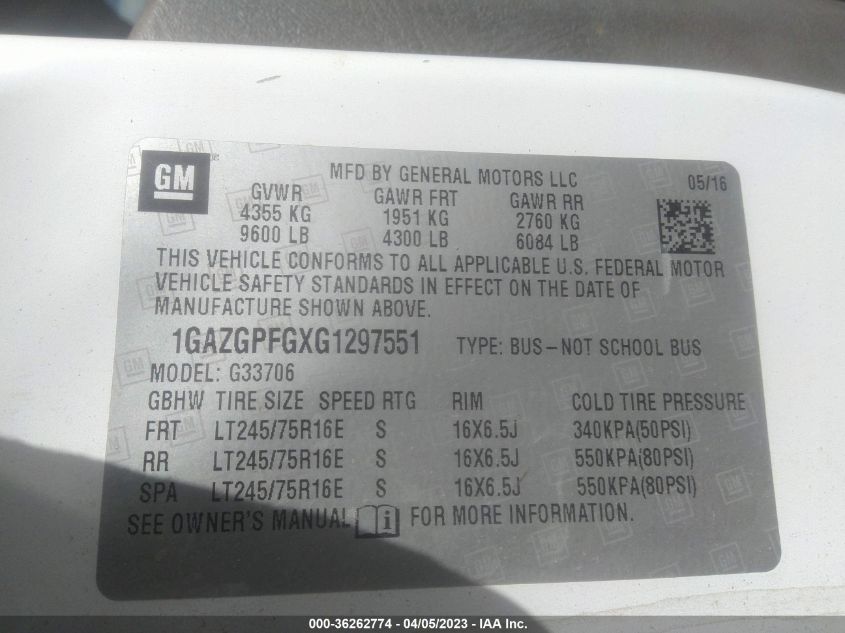 GM
MFD BY GENERAL MOTORS LLC 05/16
GVWR GAWR FRT GAWR RR
4355 KG 1951 KG 2760 KG
9600 LB 4300 LB 6084 LB
THIS VEHICLE CONFORMS TO ALL APPLICABLE U.S. FEDERAL MOTOR
VEHICLE SAFETY STANDARDS IN EFFECT ON THE DATE OF
MANUFACTURE SHOWN ABOVE.
1GAZGPFGXG1297551 TYPE: BUS-NOT SCHOOL BUS
MODEL: G33706
GBHW TIRE SIZE SPEED RTG RIM COLD TIRE PRESSURE
FRT LT245/75R16E S 16X6.5J 340KPA(50PSI)
RR LT245/75R16E S 16X6.5J 550KPA(80PSI)
SPA LT245/75R16E S 16X6.5J 550KPA(80PSI)
SEE OWNER'S MANUAL i FOR MORE INFORMATION.
000-36262774 - 04/05/2023 - IAA Inc.